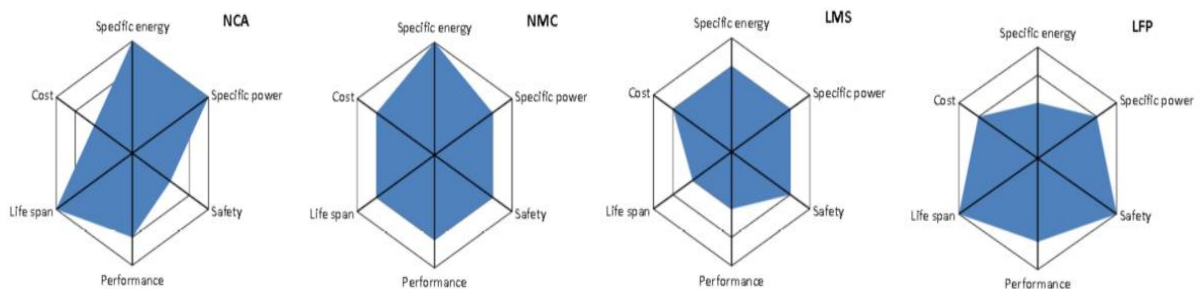 NCA
Specific energy
Cost
Specific power
Life span
Safety
Performance
NMC
Specific energy
Cost
Specific power
Life span
Safety
Performance
LMS
Specific energy
Cost
Specific power
Life span
Safety
Performance
LFP
Specific energy
Cost
Specific power
Life span
Safety
Performance